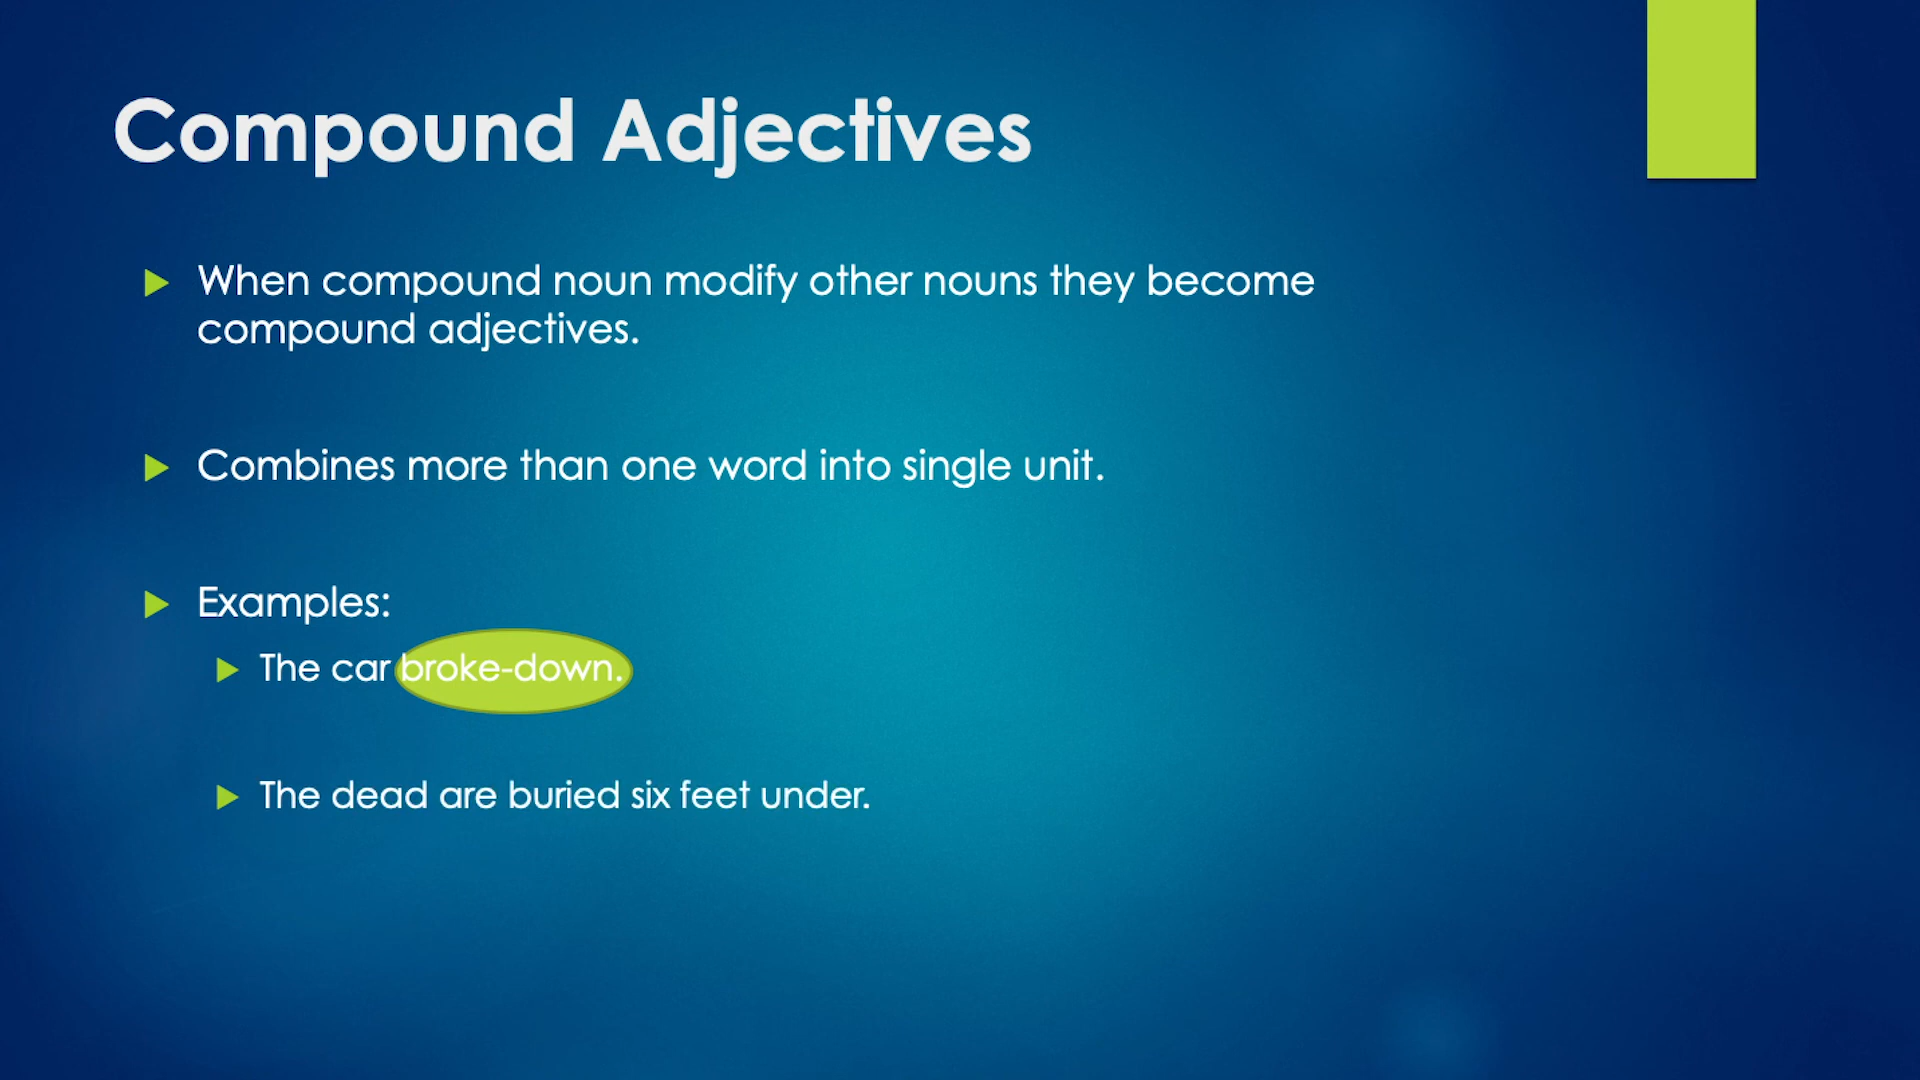 Compound Adjectives
When compound noun modify other nouns they become
compound adjectives.
Combines more than one word into single unit.
Examples:
The car broke-down.
The dead are buried six feet under.